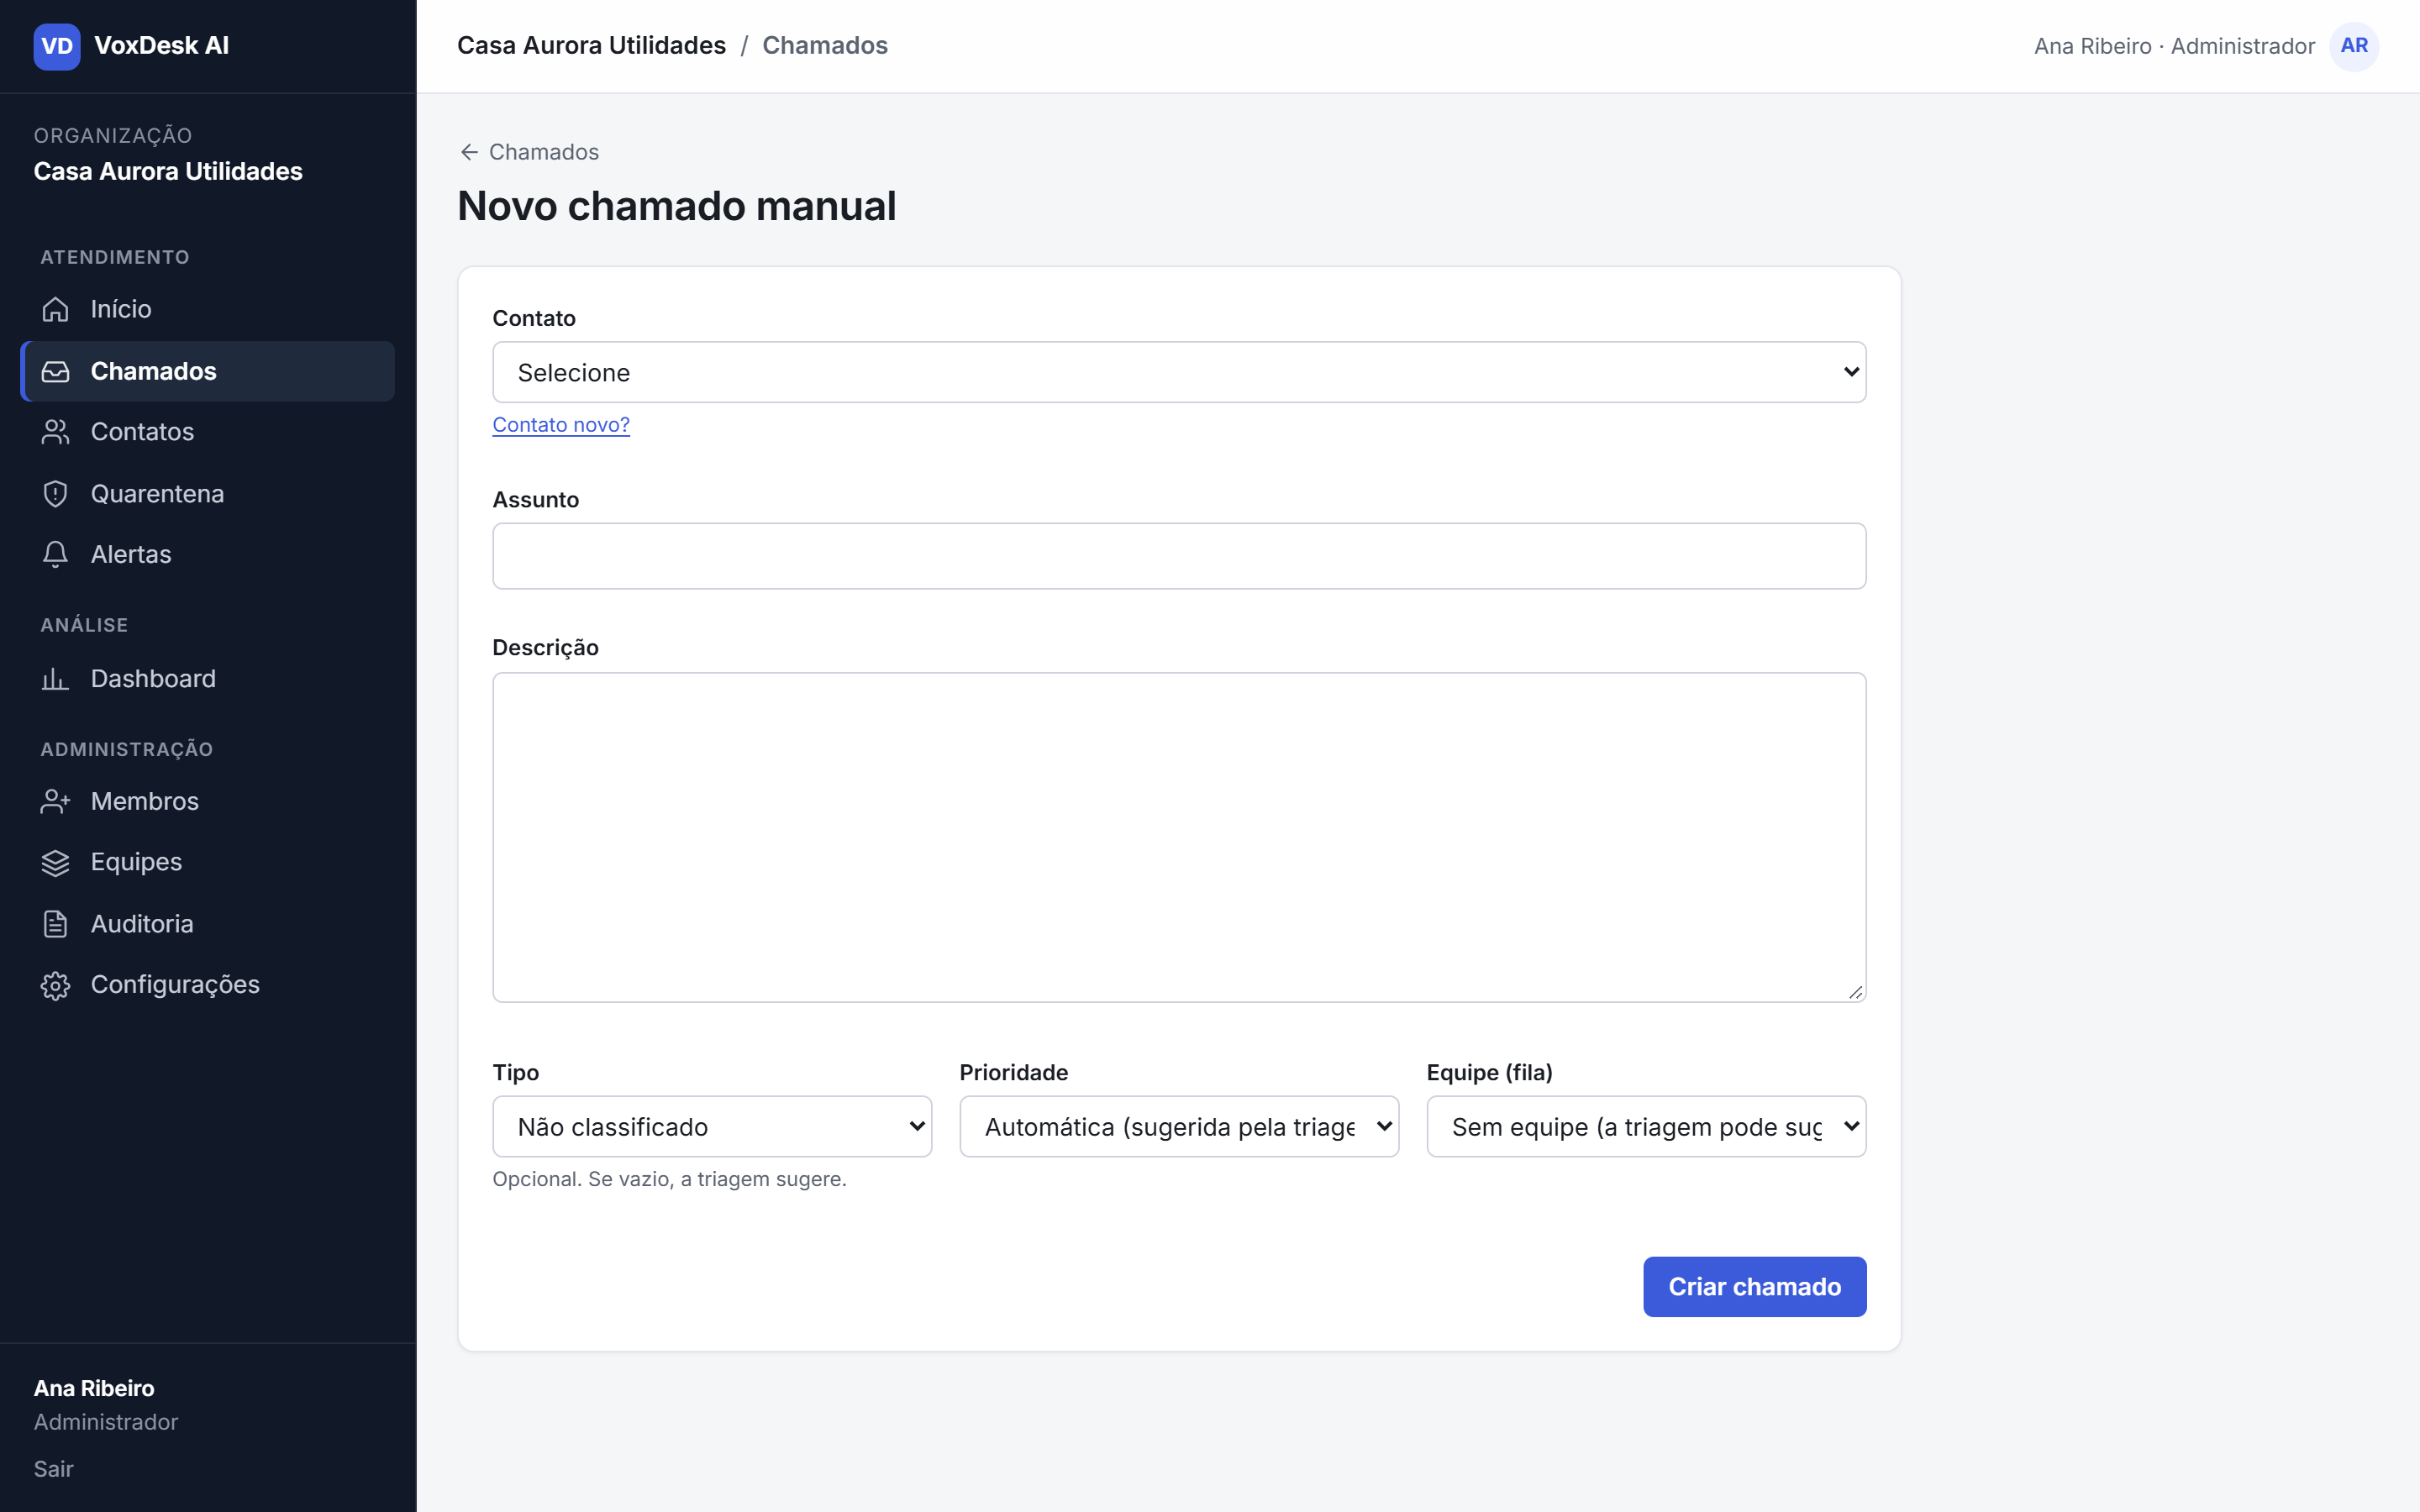 VD VoxDesk AI
ORGANIZAÇÃO
Casa Aurora Utilidades
ATENDIMENTO
Início
Chamados
Contatos
Quarentena
Alertas
ANÁLISE
Dashboard
ADMINISTRAÇÃO
Membros
Equipes
Auditoria
Configurações
Ana Ribeiro
Administrador
Sair
Casa Aurora Utilidades / Chamados
Ana Ribeiro · Administrador AR
← Chamados
Novo chamado manual
Contato
Selecione
Contato novo?
Assunto
Descrição
Tipo Prioridade Equipe (fila)
Não classificado Automática (sugerida pela triage Sem equipe (a triagem pode sug
Opcional. Se vazio, a triagem sugere.
Criar chamado